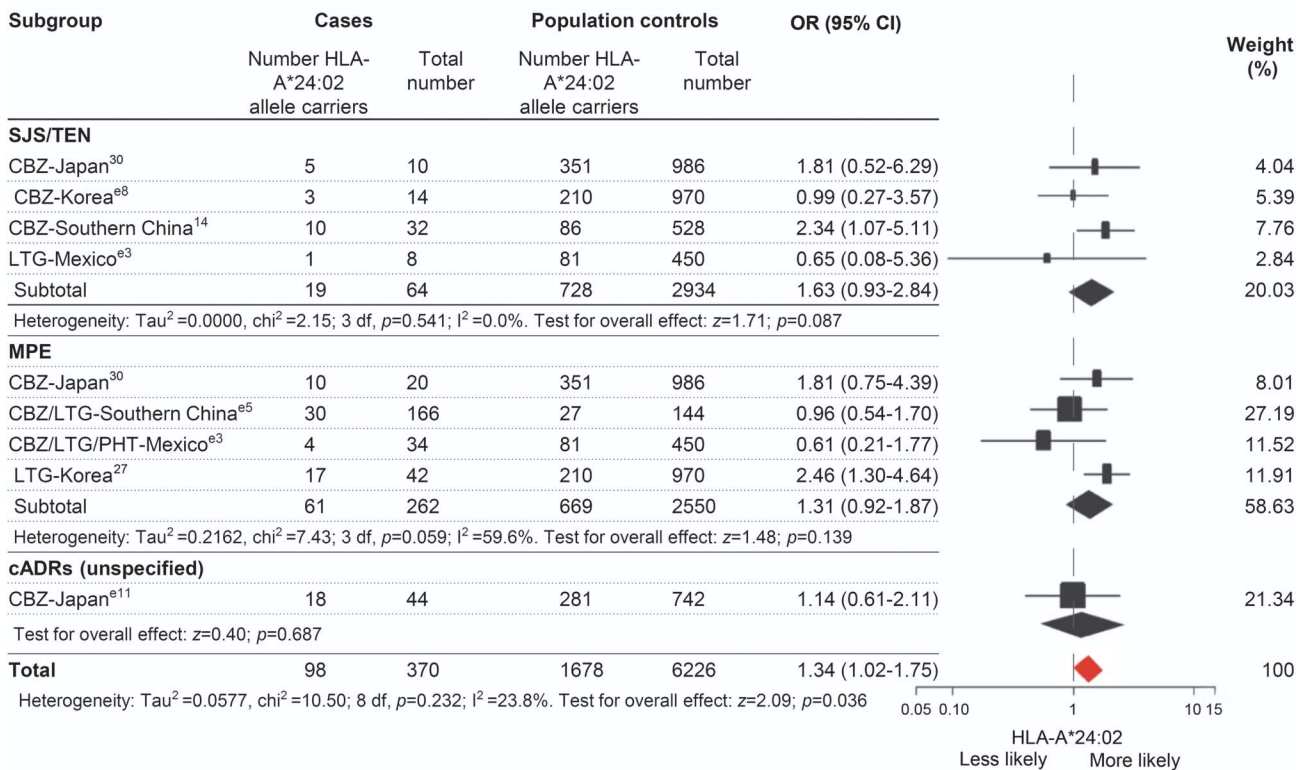 Subgroup Cases Population controls OR (95% CI) Weight (%)
Number HLA-A*24:02 allele carriers Total number Number HLA-A*24:02 allele carriers Total number
SJS/TEN
CBZ-Japan30 5 10 351 986 1.81 (0.52-6.29) 4.04
CBZ-Koreae8 3 14 210 970 0.99 (0.27-3.57) 5.39
CBZ-Southern China14 10 32 86 528 2.34 (1.07-5.11) 7.76
LTG-Mexicoe3 1 8 81 450 0.65 (0.08-5.36) 2.84
Subtotal 19 64 728 2934 1.63 (0.93-2.84) 20.03
Heterogeneity: Tau2 =0.0000, chi2 =2.15; 3 df, p=0.541; I2 =0.0%. Test for overall effect: z=1.71; p=0.087
MPE
CBZ-Japan30 10 20 351 986 1.81 (0.75-4.39) 8.01
CBZ/LTG-Southern Chinae5 30 166 27 144 0.96 (0.54-1.70) 27.19
CBZ/LTG/PHT-Mexicoe3 4 34 81 450 0.61 (0.21-1.77) 11.52
LTG-Korea27 17 42 210 970 2.46 (1.30-4.64) 11.91
Subtotal 61 262 669 2550 1.31 (0.92-1.87) 58.63
Heterogeneity: Tau2 =0.2162, chi2 =7.43; 3 df, p=0.059; I2 =59.6%. Test for overall effect: z=1.48; p=0.139
cADRs (unspecified)
CBZ-Japane11 18 44 281 742 1.14 (0.61-2.11) 21.34
Test for overall effect: z=0.40; p=0.687
Total 98 370 1678 6226 1.34 (1.02-1.75) 100
Heterogeneity: Tau2 =0.0577, chi2 =10.50; 8 df, p=0.232; I2 =23.8%. Test for overall effect: z=2.09; p=0.036
0.05 0.10 1 10 15
HLA-A*24:02
Less likely More likely